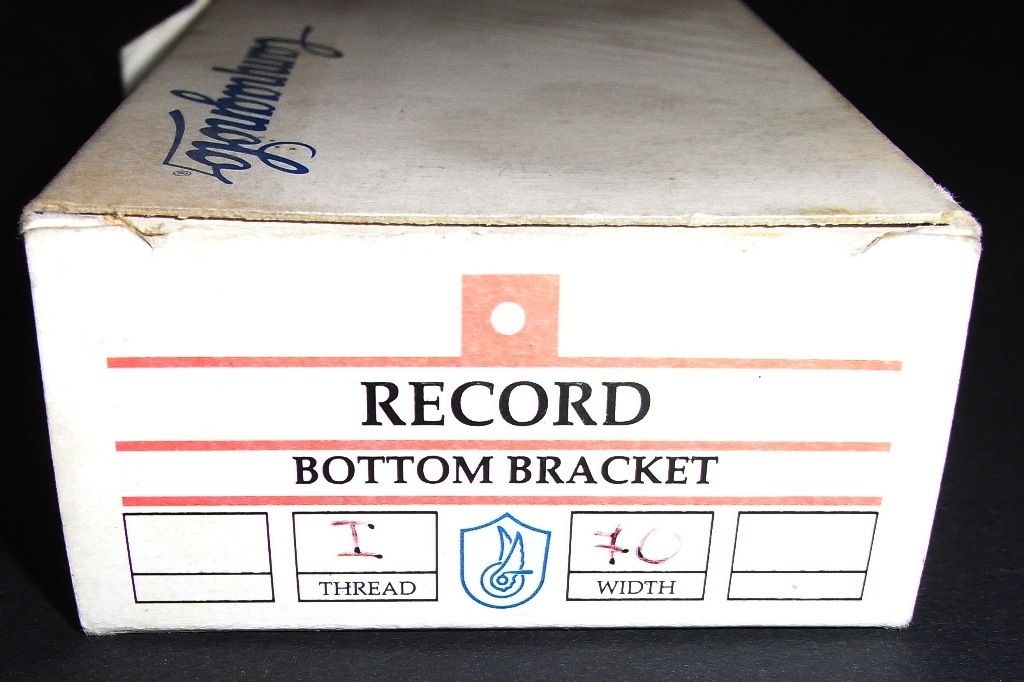 Campagnolo®
RECORD
BOTTOM BRACKET
I 70
THREAD WIDTH